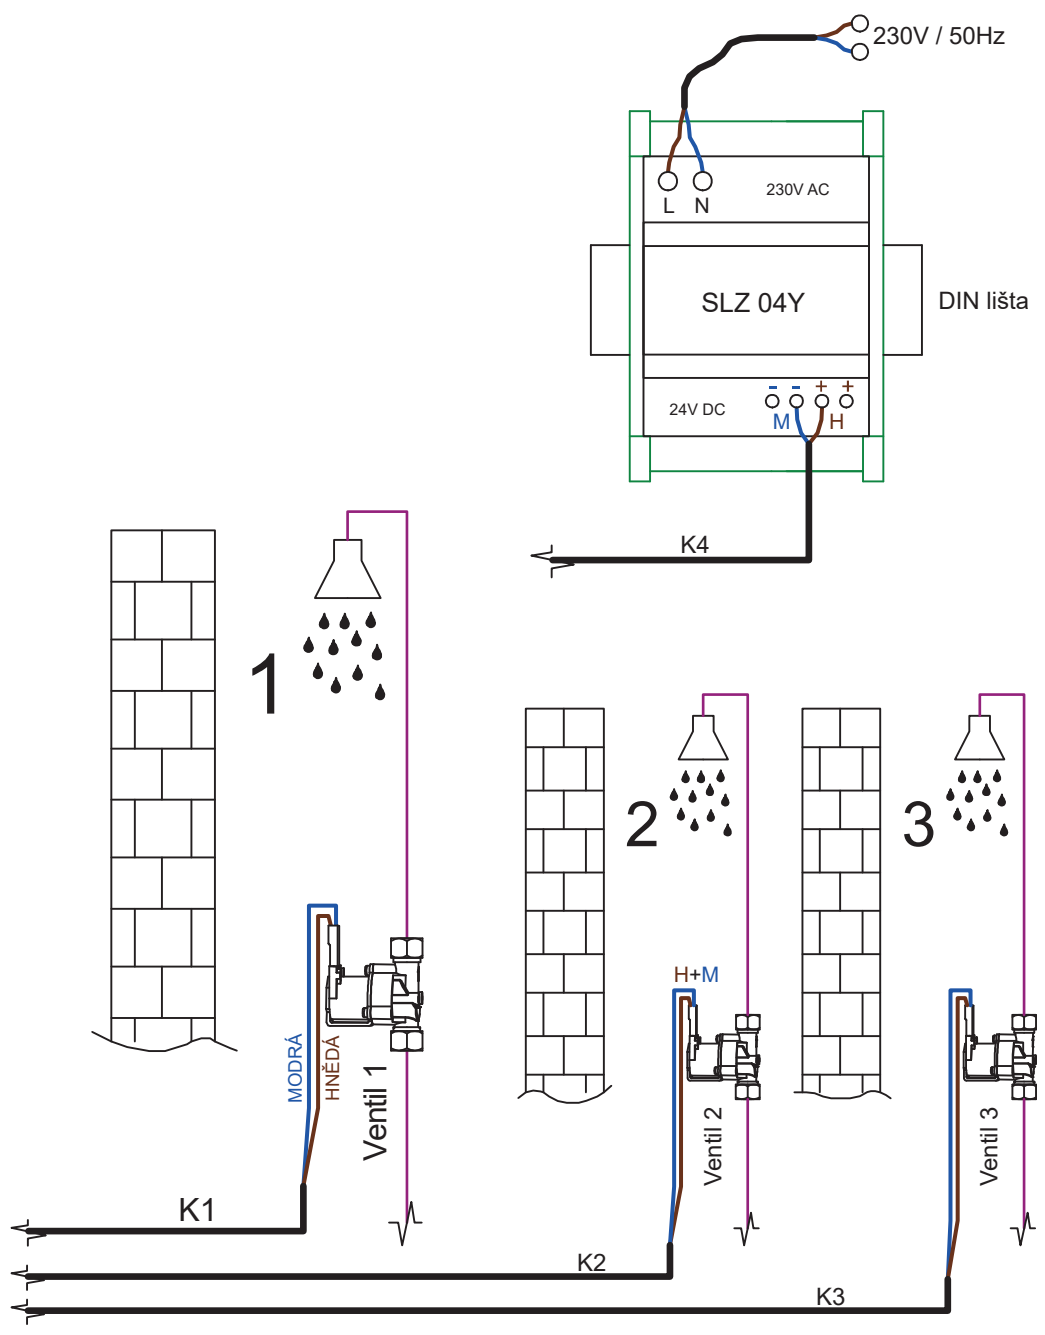 230V / 50Hz
L N
230V AC
SLZ 04Y
DIN lišta
- - + +
24V DC
M H
K4
1
2
3
H+M
MODRÁ
HNĚDÁ
Ventil 1
Ventil 2
Ventil 3
K1
K2
K3